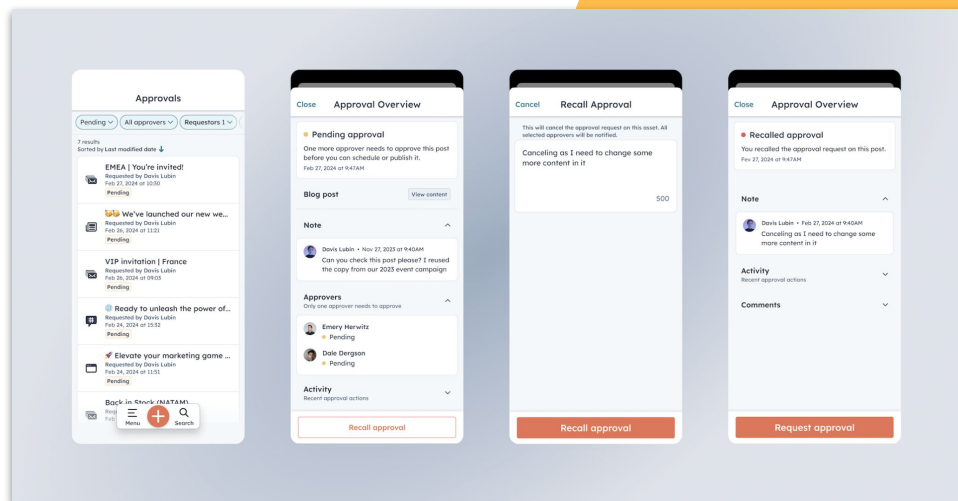 Approvals
Pending
All approvers
Requestors 1
7 results
Sorted by Last modified date
EMEA | You're invited!
Requested by Davis Lubin
Feb 27, 2024 at 10:30
Pending
🥳🥳 We've launched our new we...
Requested by Davis Lubin
Feb 26, 2024 at 11:21
Pending
VIP invitation | France
Requested by Davis Lubin
Feb 26, 2024 at 09:03
Pending
Ready to unleash the power of...
Requested by Davis Lubin
Feb 24, 2024 at 15:52
Pending
🚀 Elevate your marketing game ...
Requested by Davis Lubin
Feb 24, 2024 at 11:51
Pending
Back in Stock (NATAM)
Menu
Search
Close
Approval Overview
Pending approval
One more approver needs to approve this post
before you can schedule or publish it.
Feb 27, 2024 at 9:47AM
Blog post
View content
Note
Davis Lubin • Nov 27, 2023 at 9:40AM
Can you check this post please? I reused
the copy from our 2023 event campaign
Approvers
Only one approver needs to approve
Emery Herwitz
Pending
Dale Dergson
Pending
Activity
Recent approval actions
Recall approval
Cancel
Recall Approval
This will cancel the approval request on this asset. All
selected approvers will be notified.
Canceling as I need to change some
more content in it
500
Recall approval
Close
Approval Overview
Recalled approval
You recalled the approval request on this post.
Fev 27, 2024 at 9:47AM
Note
Davis Lubin • Feb 27, 2024 at 9:40AM
Canceling as I need to change some
more content in it
Activity
Recent approval actions
Comments
Request approval